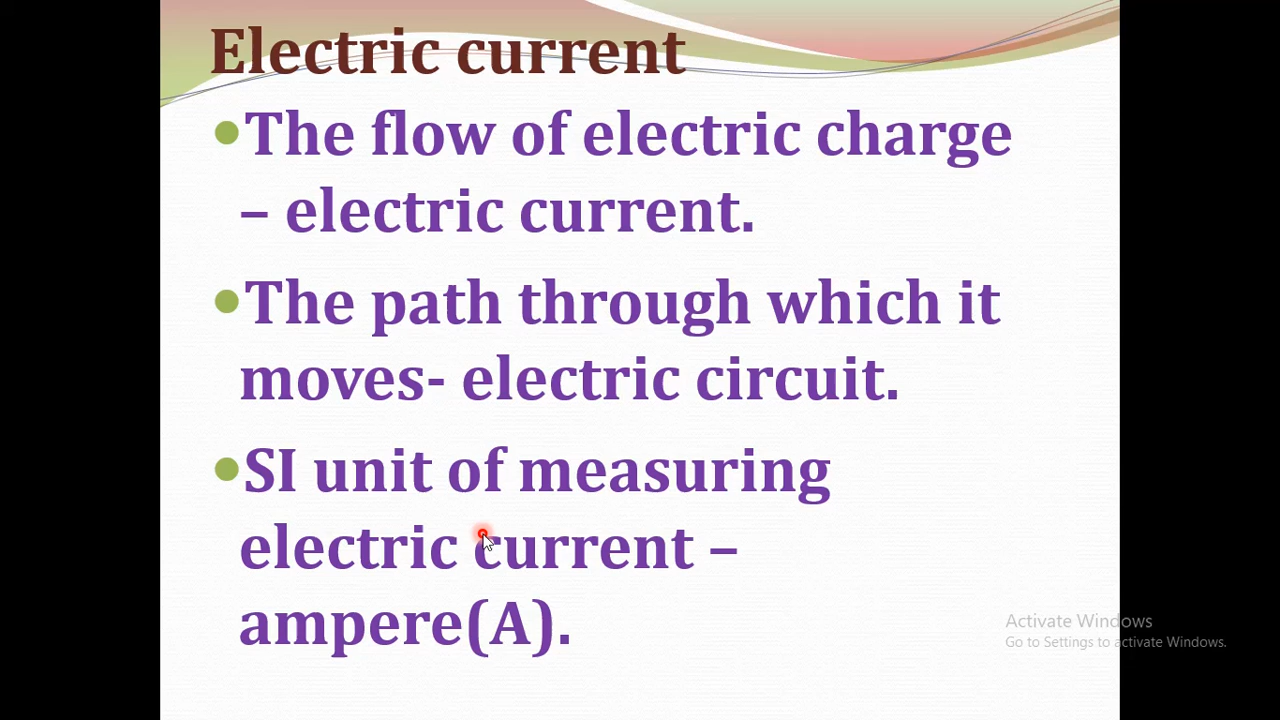 Electric current
The flow of electric charge
– electric current.
The path through which it
moves- electric circuit.
SI unit of measuring
electric current –
ampere(A).
Activate Windows
Go to Settings to activate Windows.